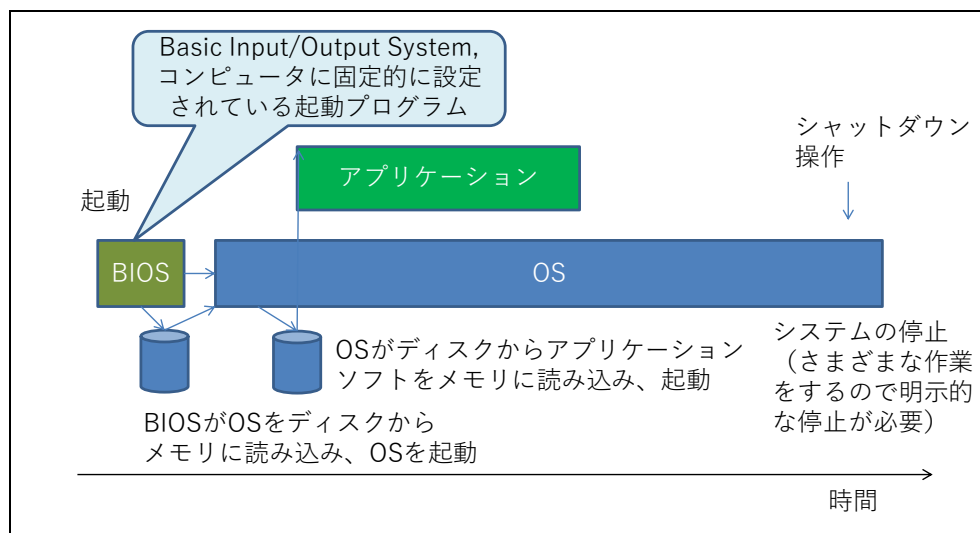 Basic Input/Output System,
コンピュータに固定的に設定
されている起動プログラム
シャットダウン
操作
アプリケーション
起動
BIOS
OS
OSがディスクからアプリケーション
ソフトをメモリに読み込み、起動
システムの停止
（さまざまな作業
をするので明示的
な停止が必要）
BIOSがOSをディスクから
メモリに読み込み、OSを起動
時間